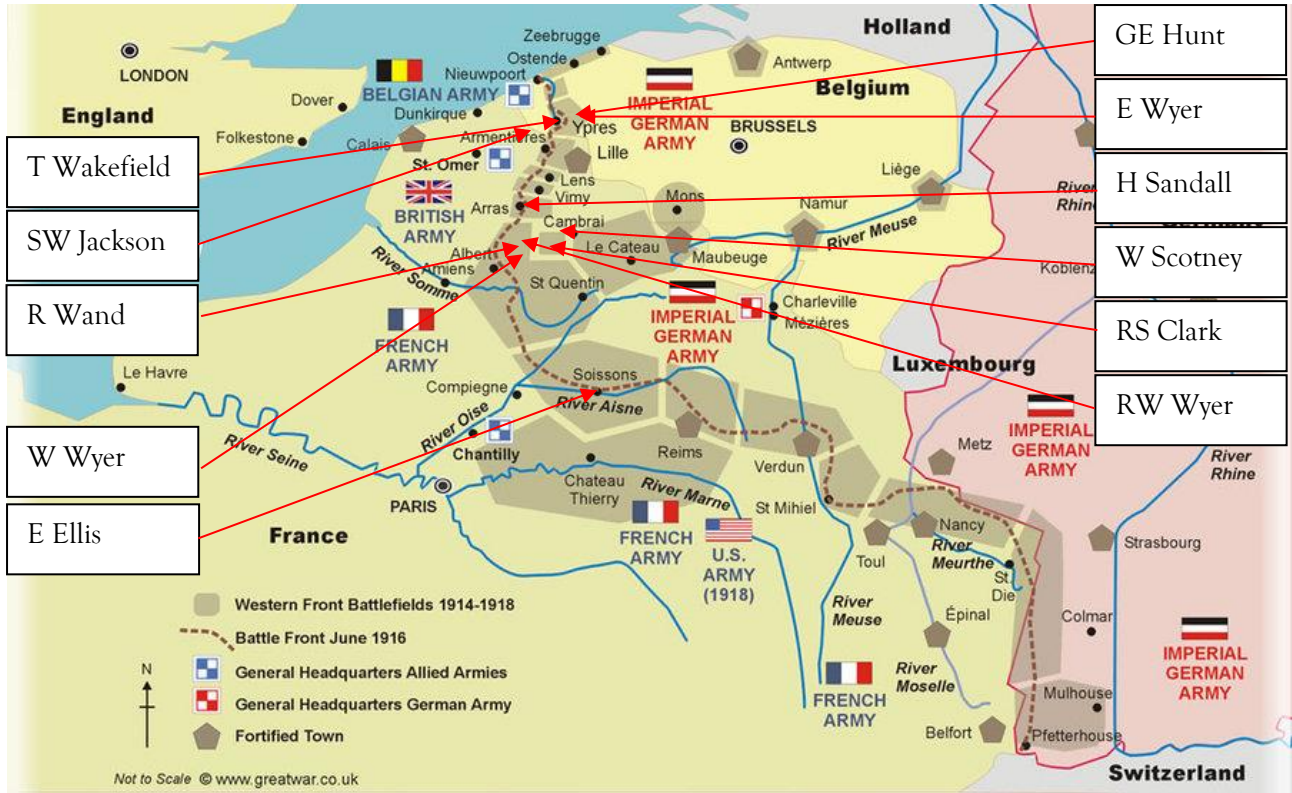 GE Hunt
E Wyer
H Sandall
W Scotney
RS Clark
RW Wyer
T Wakefield
SW Jackson
R Wand
W Wyer
E Ellis
LONDON
England
Dover
Folkestone
Zeebrugge
Ostende
Nieuwpoort
BELGIAN ARMY
Dunkirque
Calais
Armentières
St. Omer
BRITISH
ARMY
Holland
Antwerp
Belgium
IMPERIAL
GERMAN
ARMY
BRUSSELS
Ypres
Lille
Lens
Vimy
Arras
Mons
Cambrai
Le Cateau
Maubeuge
Namur
Liège
River Meuse
River
Rhine
Germany
Koblenz
Albert
Amiens
River Somme
St Quentin
FRENCH
ARMY
IMPERIAL
GERMAN
ARMY
Charleville
Mézières
Luxembourg
Le Havre
River Seine
Compiegne
Soissons
River Aisne
River Oise
Chantilly
PARIS
Reims
Chateau
Thierry
River Marne
Verdun
St Mihiel
Metz
IMPERIAL
GERMAN
ARMY
River
Rhine
France
FRENCH
ARMY
U.S.
ARMY
(1918)
Toul
Nancy
River
Meurthe
St.
Die
Strasbourg
River
Meuse
Épinal
Colmar
River
Moselle
FRENCH
ARMY
IMPERIAL
GERMAN
ARMY
Mulhouse
Belfort
Pfetterhouse
Switzerland
Western Front Battlefields 1914-1918
Battle Front June 1916
General Headquarters Allied Armies
General Headquarters German Army
Fortified Town
N
Not to Scale © www.greatwar.co.uk